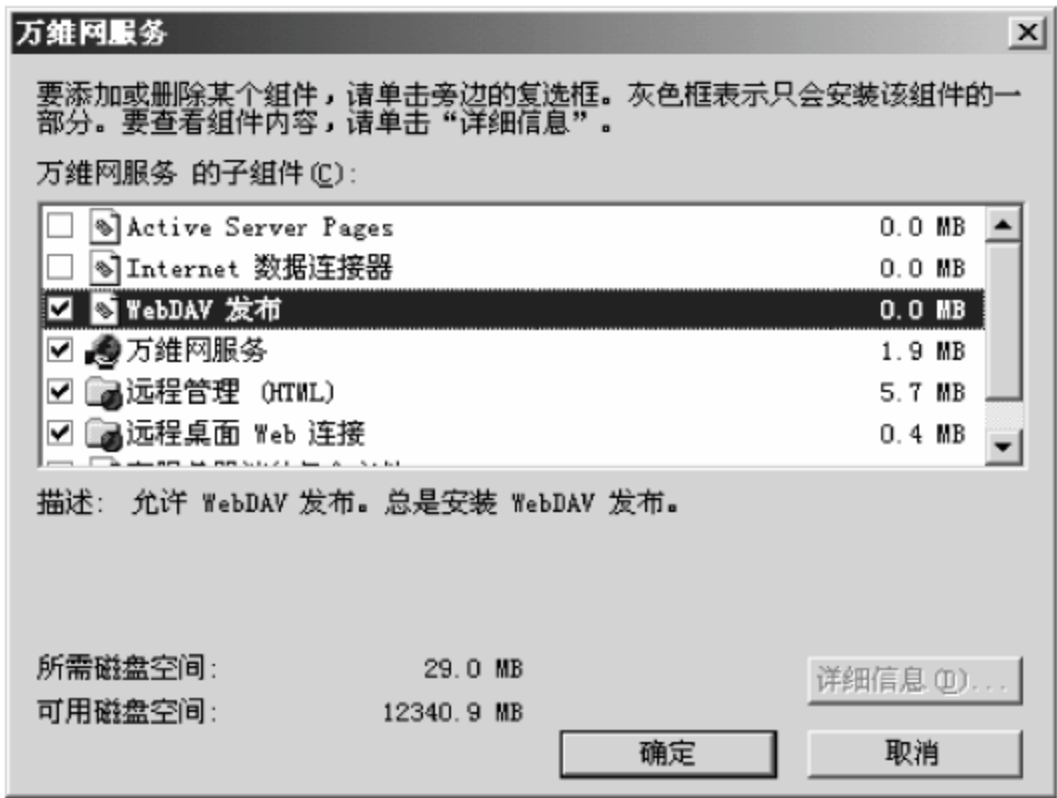 万维网服务
要添加或删除某个组件，请单击旁边的复选框。灰色框表示只会安装该组件的一
部分。要查看组件内容，请单击“详细信息”。
万维网服务 的子组件(C):
Active Server Pages 0.0 MB
Internet 数据连接器 0.0 MB
WebDAV 发布 0.0 MB
万维网服务 1.9 MB
远程管理 (HTML) 5.7 MB
远程桌面 Web 连接 0.4 MB
描述: 允许 WebDAV 发布。总是安装 WebDAV 发布。
所需磁盘空间: 29.0 MB
详细信息(D)...
可用磁盘空间: 12340.9 MB
确定 取消